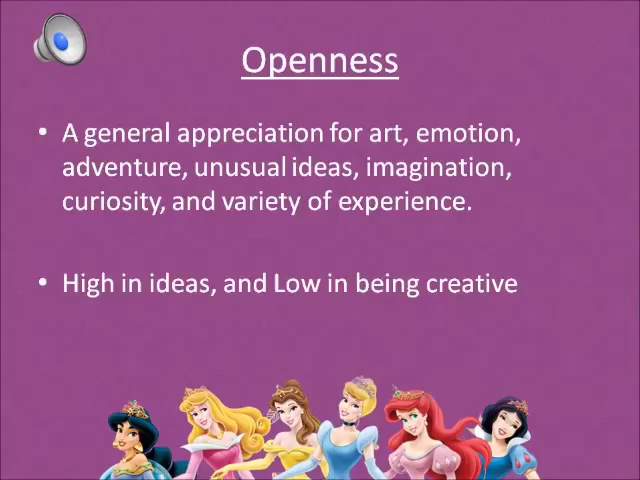 Openness
• A general appreciation for art, emotion,
adventure, unusual ideas, imagination,
curiosity, and variety of experience.
• High in ideas, and Low in being creative